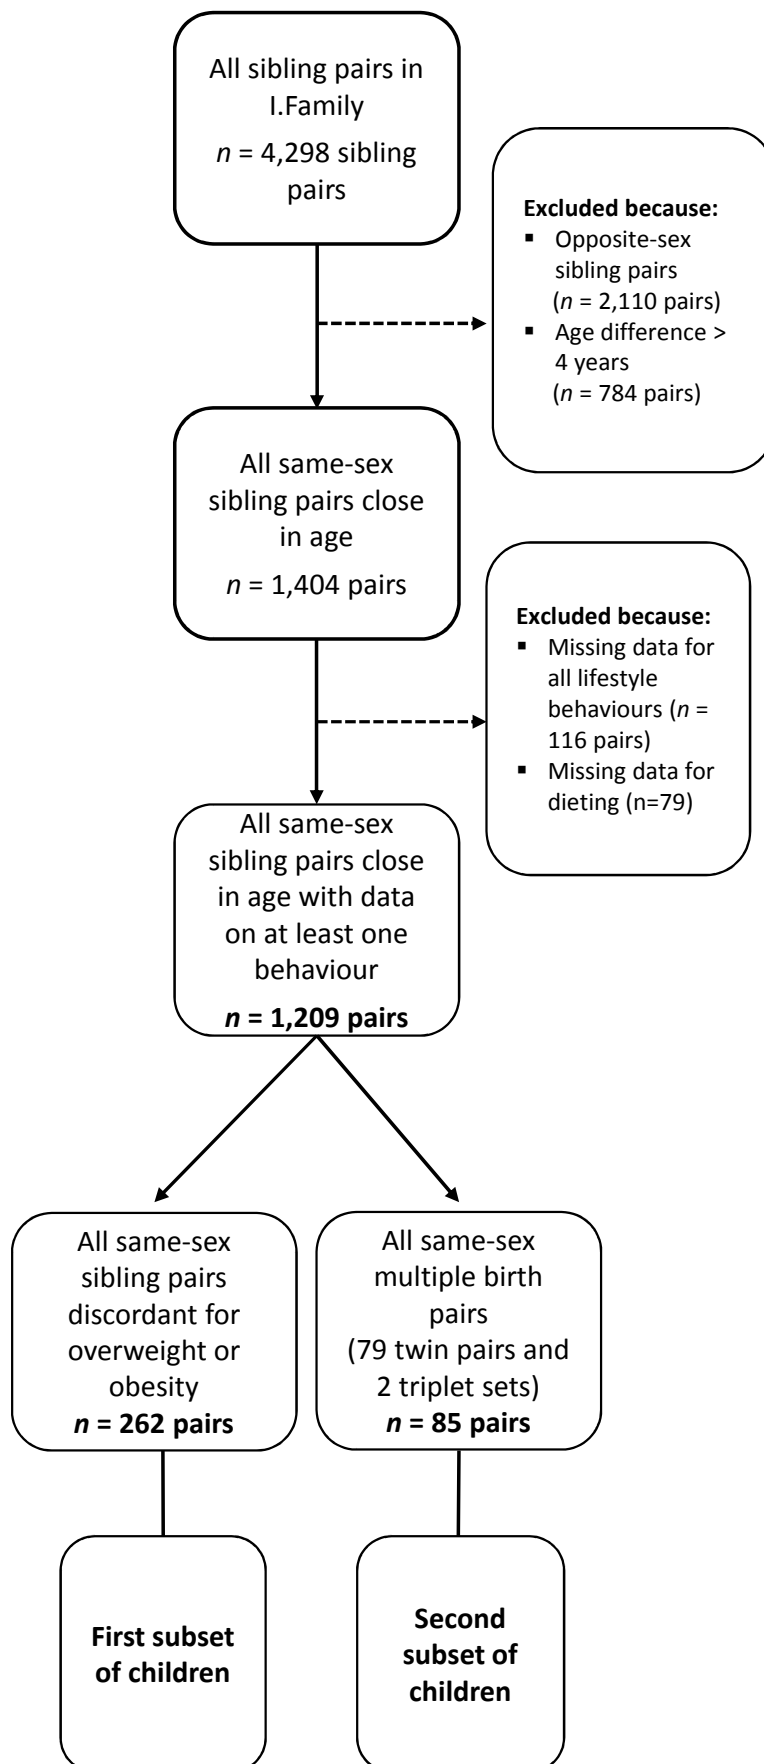 All sibling pairs in
I.Family
n = 4,298 sibling
pairs
Excluded because:
▪ Opposite-sex
sibling pairs
(n = 2,110 pairs)
▪ Age difference >
4 years
(n = 784 pairs)
All same-sex
sibling pairs close
in age
n = 1,404 pairs
Excluded because:
▪ Missing data for
all lifestyle
behaviours (n =
116 pairs)
▪ Missing data for
dieting (n=79)
All same-sex
sibling pairs close
in age with data
on at least one
behaviour
n = 1,209 pairs
All same-sex
sibling pairs
discordant for
overweight or
obesity
n = 262 pairs
All same-sex
multiple birth
pairs
(79 twin pairs and
2 triplet sets)
n = 85 pairs
First subset
of children
Second
subset of
children